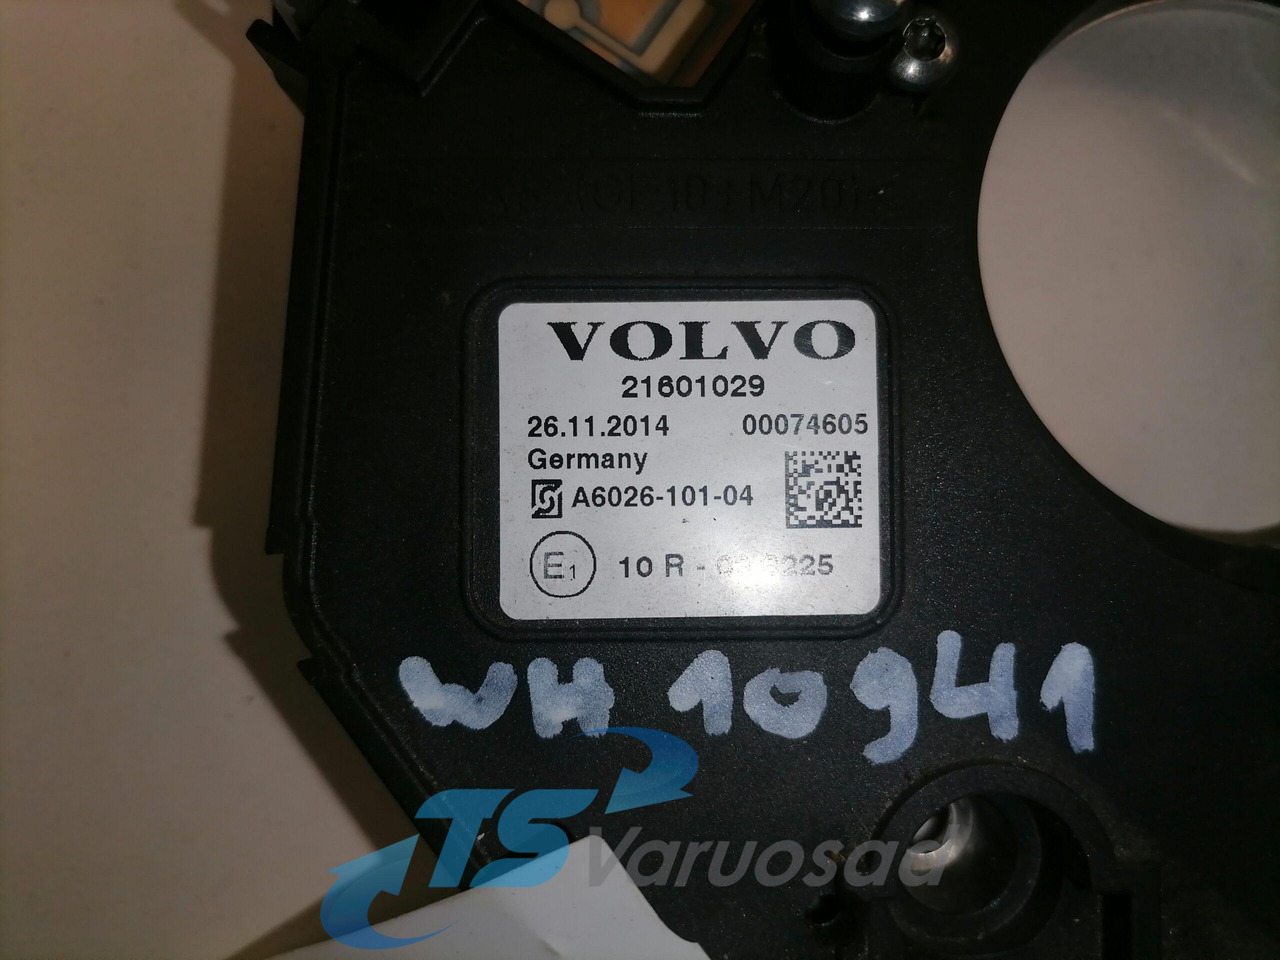 VOLVO
21601029
26.11.2014 00074605
Germany
A6026-101-04
E1 10 R -
WH 10941
TS Varuosad